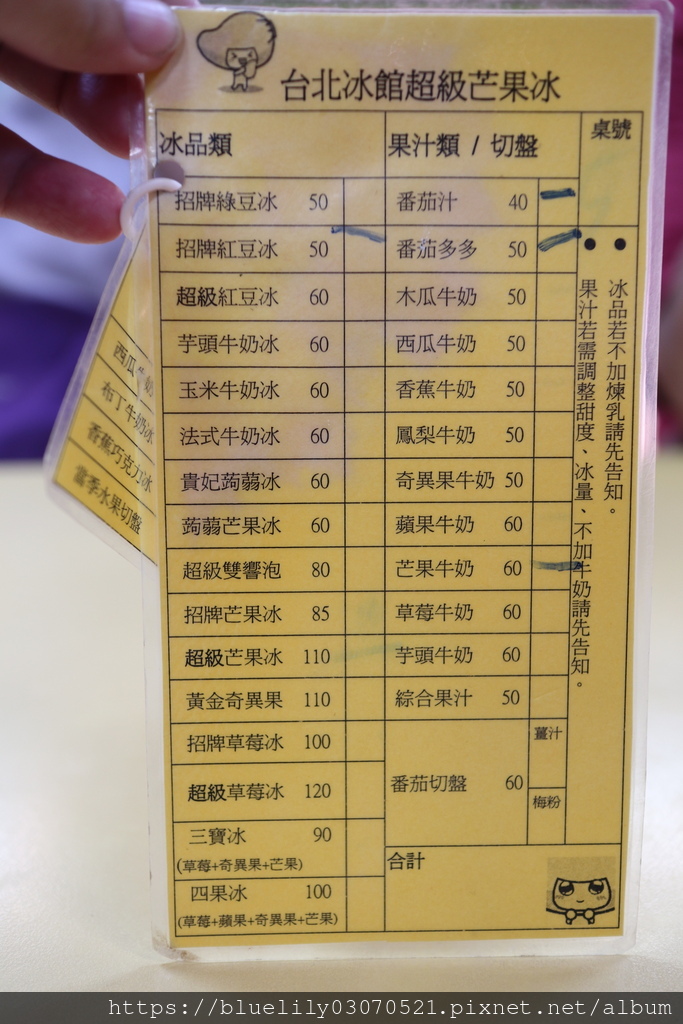 台北冰館超級芒果冰
冰品類
招牌綠豆冰 50
招牌紅豆冰 50
超級紅豆冰 60
芋頭牛奶冰 60
玉米牛奶冰 60
法式牛奶冰 60
貴妃蒟蒻冰 60
蒟蒻芒果冰 60
超級雙響泡 80
招牌芒果冰 85
超級芒果冰 110
黃金奇異果 110
招牌草莓冰 100
超級草莓冰 120
三寶冰 90
(草莓+奇異果+芒果)
四果冰 100
(草莓+蘋果+奇異果+芒果)
果汁類 / 切盤
番茄汁 40
番茄多多 50
木瓜牛奶 50
西瓜牛奶 50
香蕉牛奶 50
鳳梨牛奶 50
奇異果牛奶 50
蘋果牛奶 60
芒果牛奶 60
草莓牛奶 60
芋頭牛奶 60
綜合果汁 50
番茄切盤 60
薑汁
梅粉
合計
桌號
●冰品若不加煉乳請先告知。
●果汁若需調整甜度、冰量、不加牛奶請先告知。
西瓜牛奶
布丁牛奶冰
香蕉巧克力冰
當季水果切盤
https://bluelily03070521.pixnet.net/album